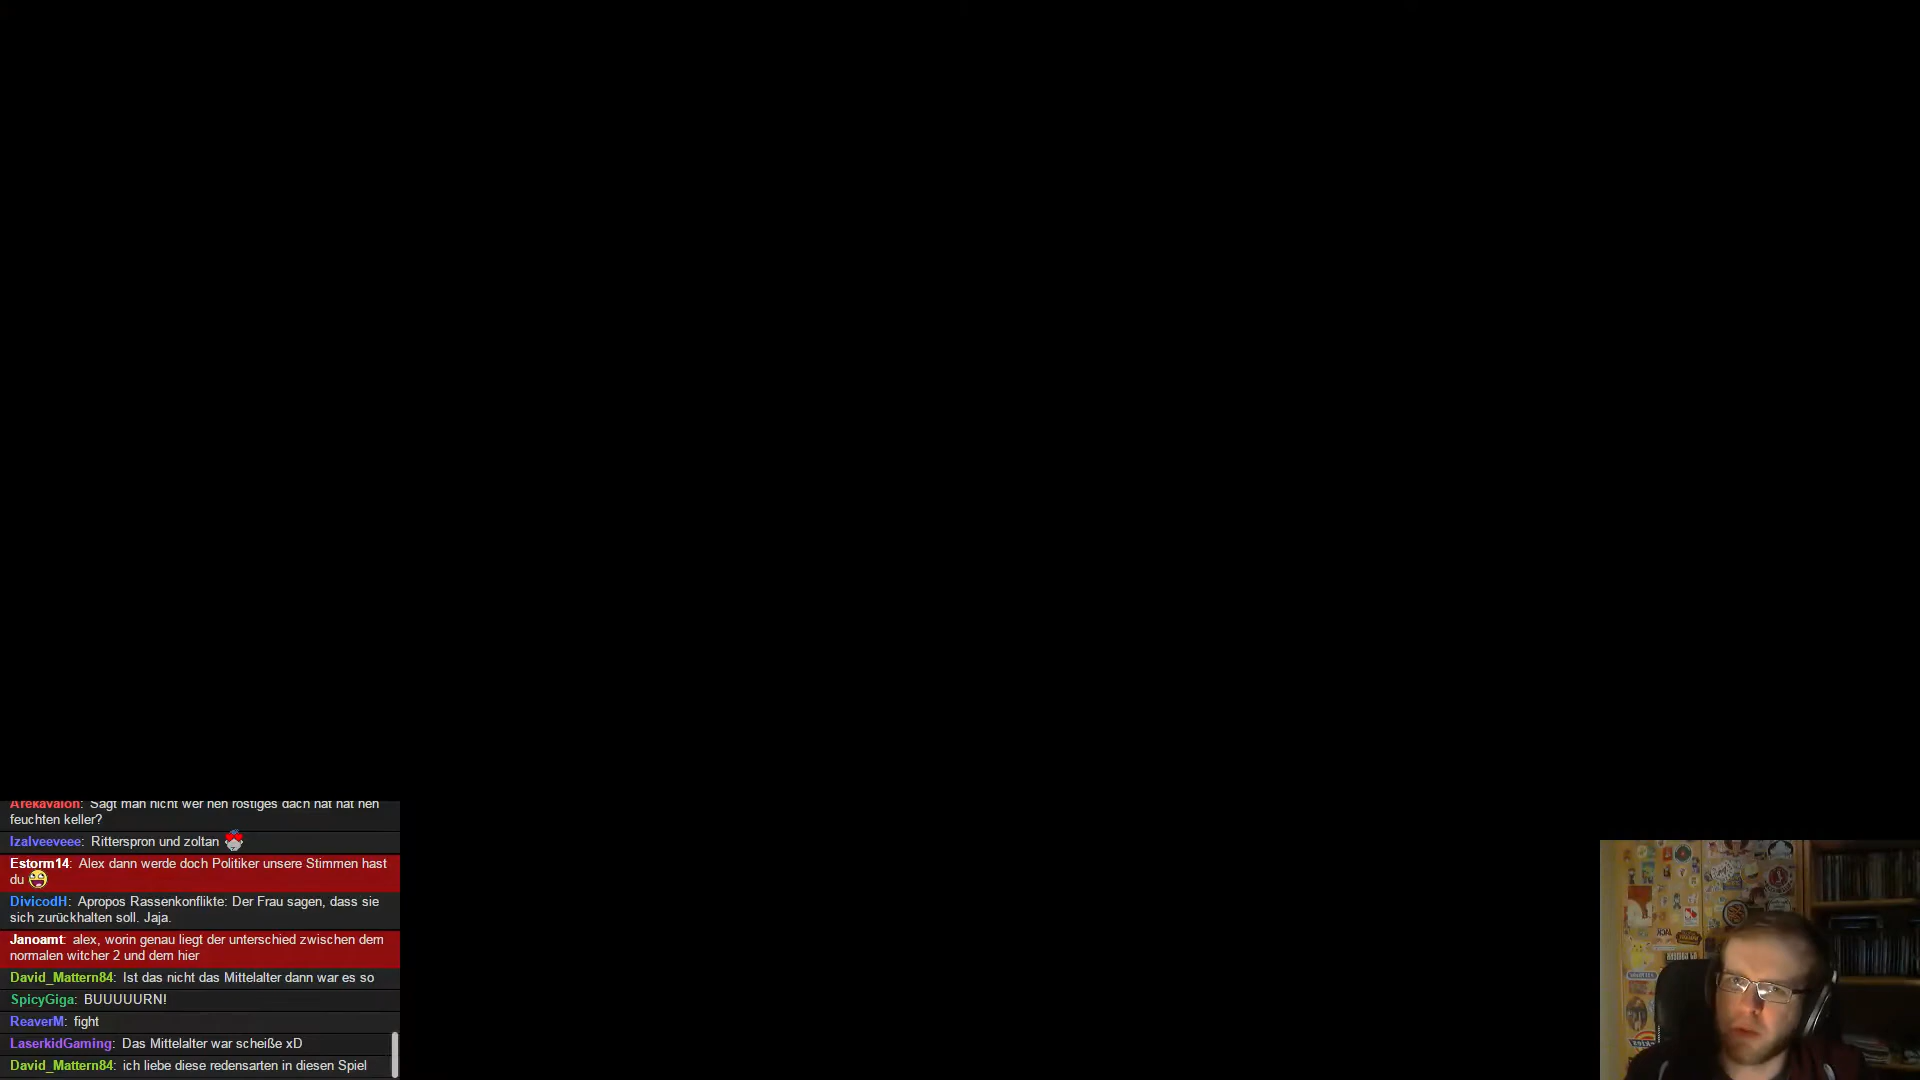 Arekavalon: Sagt man nicht wer nen rostiges dach hat hat nen
feuchten keller?
Izalveeveee: Ritterspron und zoltan
Estorm14: Alex dann werde doch Politiker unsere Stimmen hast
du
DivicodH: Apropos Rassenkonflikte: Der Frau sagen, dass sie
sich zurückhalten soll. Jaja.
Janoamt: alex, worin genau liegt der unterschied zwischen dem
normalen witcher 2 und dem hier
David_Mattern84: Ist das nicht das Mittelalter dann war es so
SpicyGiga: BUUUUURN!
ReaverM: fight
LaserkidGaming: Das Mittelalter war scheiße xD
David_Mattern84: ich liebe diese redensarten in diesen Spiel